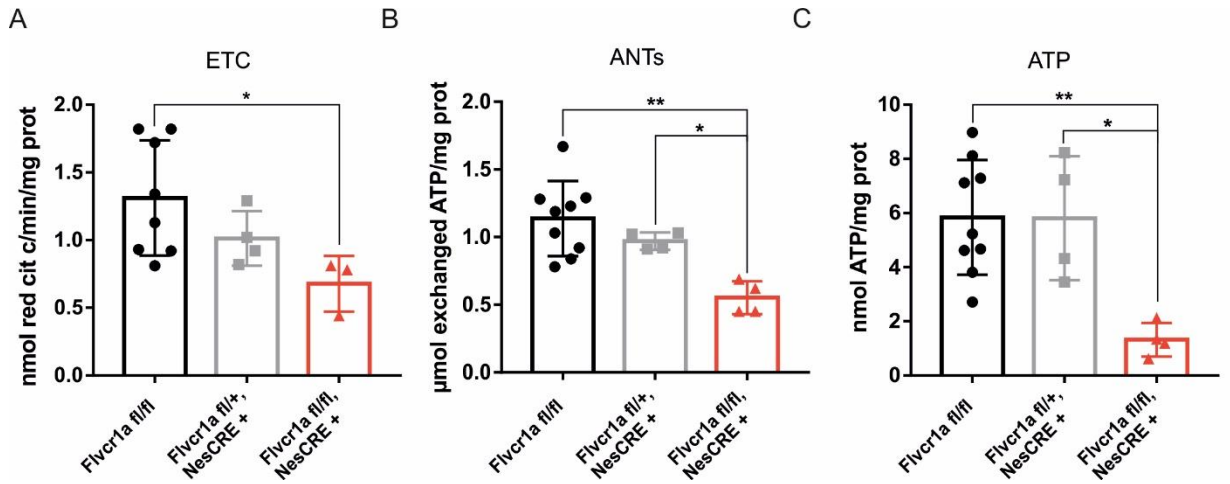 A
ETC
*
nmol red cit c/min/mg prot
2.0
1.5
1.0
0.5
0.0
Flvcr1a fl/fl
Flvcr1a fl/+,
NesCRE +
Flvcr1a fl/fl,
NesCRE +
B
ANTs
**
*
µmol exchanged ATP/mg prot
2.0
1.5
1.0
0.5
0.0
Flvcr1a fl/fl
Flvcr1a fl/+,
NesCRE +
Flvcr1a fl/fl,
NesCRE +
C
ATP
**
*
nmol ATP/mg prot
10
8
6
4
2
0
Flvcr1a fl/fl
Flvcr1a fl/+,
NesCRE +
Flvcr1a fl/fl,
NesCRE +